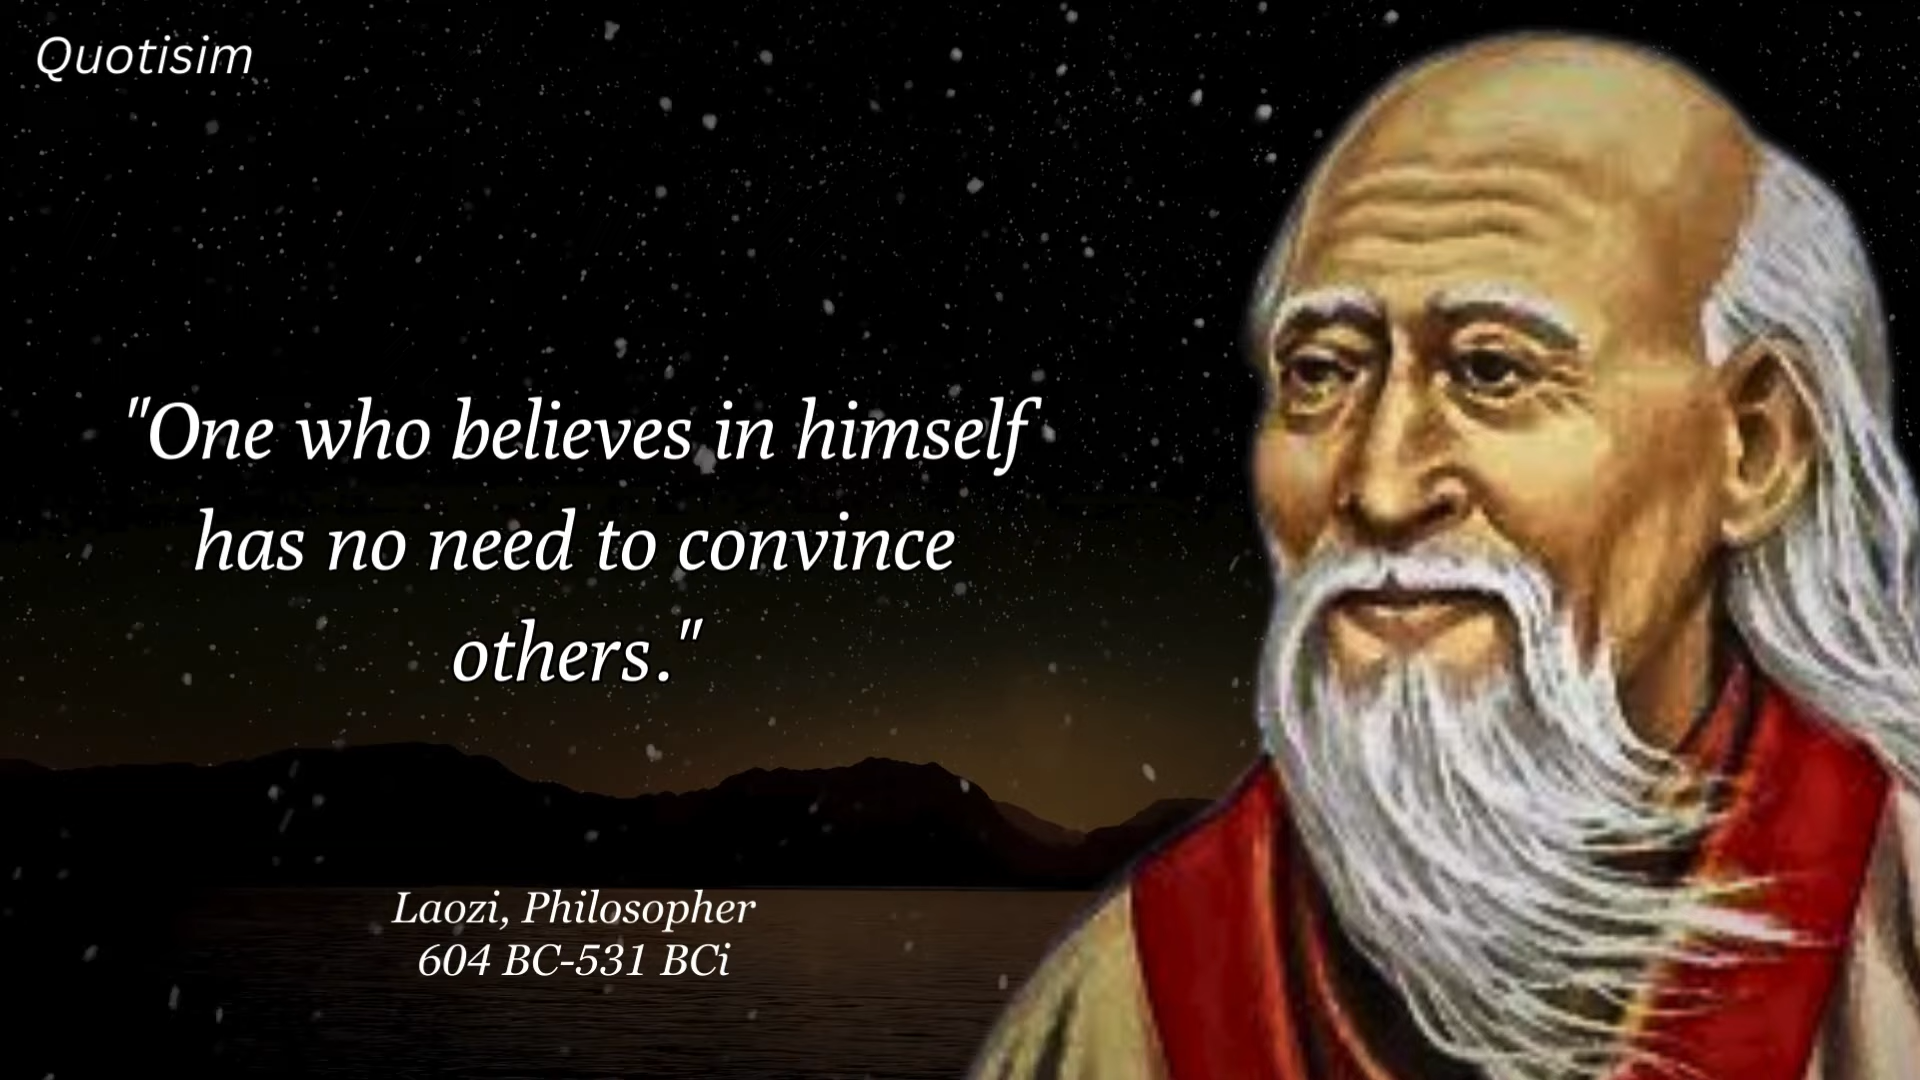 Quotisim
"One who believes in himself
has no need to convince
others."
Laozi, Philosopher
604 BC-531 BCi